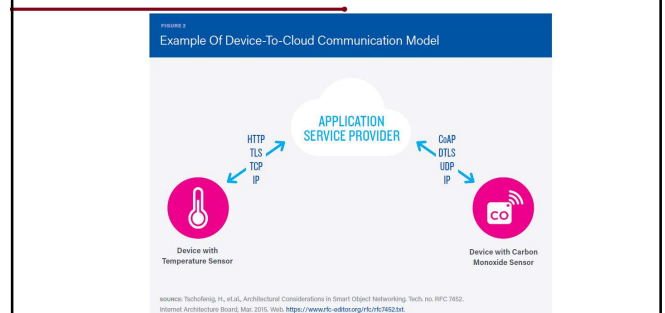 FIGURE 2
Example Of Device-To-Cloud Communication Model
APPLICATION
SERVICE PROVIDER
HTTP
TLS
TCP
IP
CoAP
DTLS
UDP
IP
CO
Device with
Temperature Sensor
Device with Carbon
Monoxide Sensor
SOURCE: Tschofenig, H., et.al., Architectural Considerations in Smart Object Networking. Tech. no. RFC 7452.
Internet Architecture Board, Mar. 2015. Web. https://www.rfc-editor.org/rfc/rfc7452.txt.